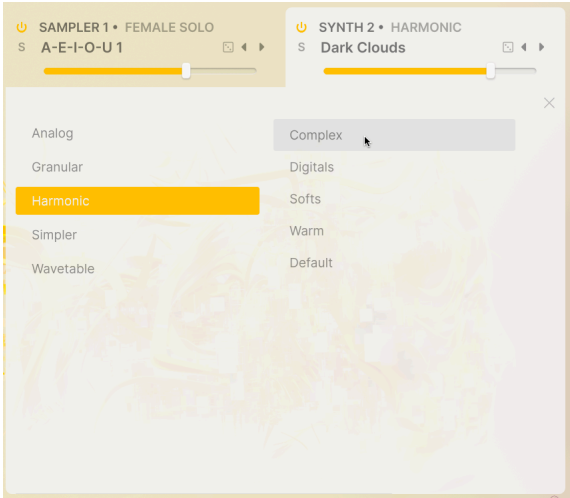 SAMPLER 1 • FEMALE SOLO
S A-E-I-O-U 1
SYNTH 2 • HARMONIC
S Dark Clouds
Analog
Granular
Harmonic
Simpler
Wavetable
Complex
Digitals
Softs
Warm
Default